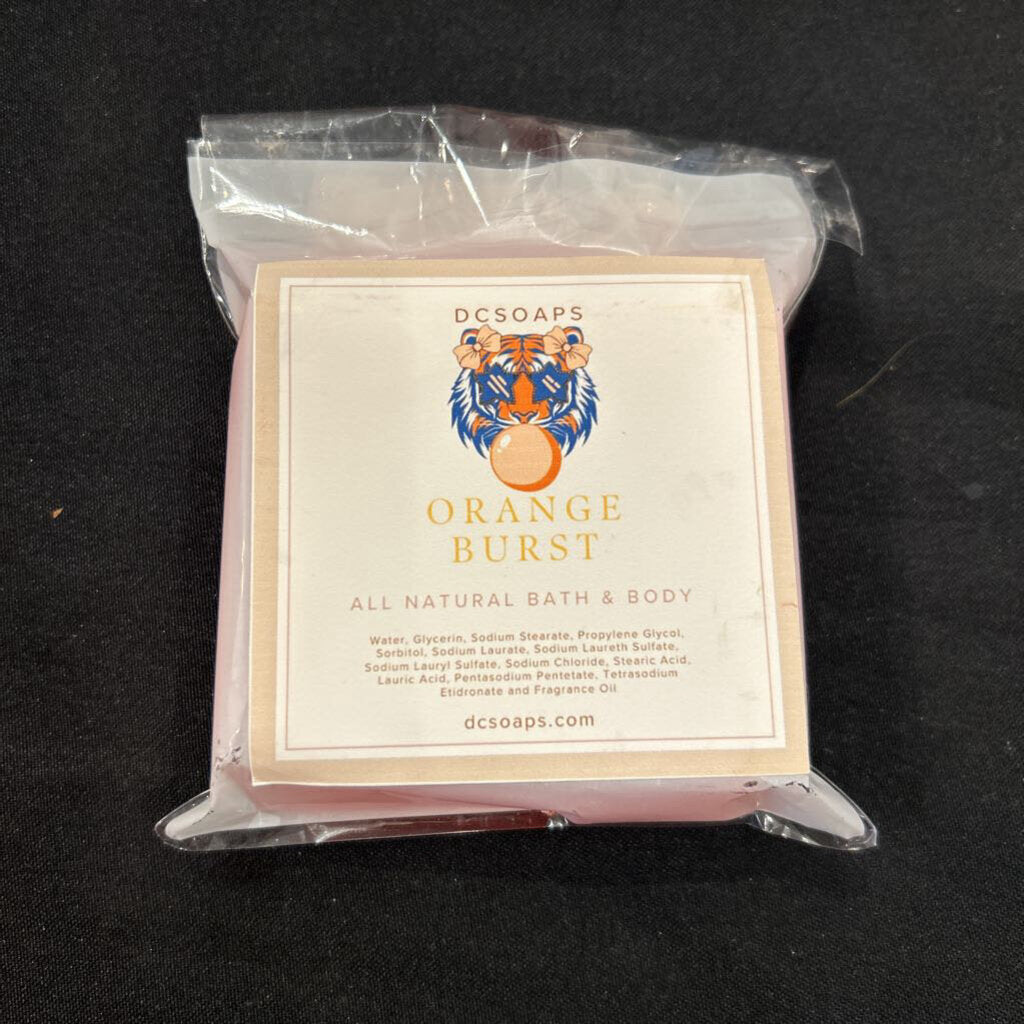 DCSOAPS
ORANGE
BURST
ALL NATURAL BATH & BODY
Water, Glycerin, Sodium Stearate, Propylene Glycol,
Sorbitol, Sodium Laurate, Sodium Laureth Sulfate,
Sodium Lauryl Sulfate, Sodium Chloride, Stearic Acid,
Lauric Acid, Pentasodium Pentetate, Tetrasodium
Etidronate and Fragrance Oil
dcsoaps.com